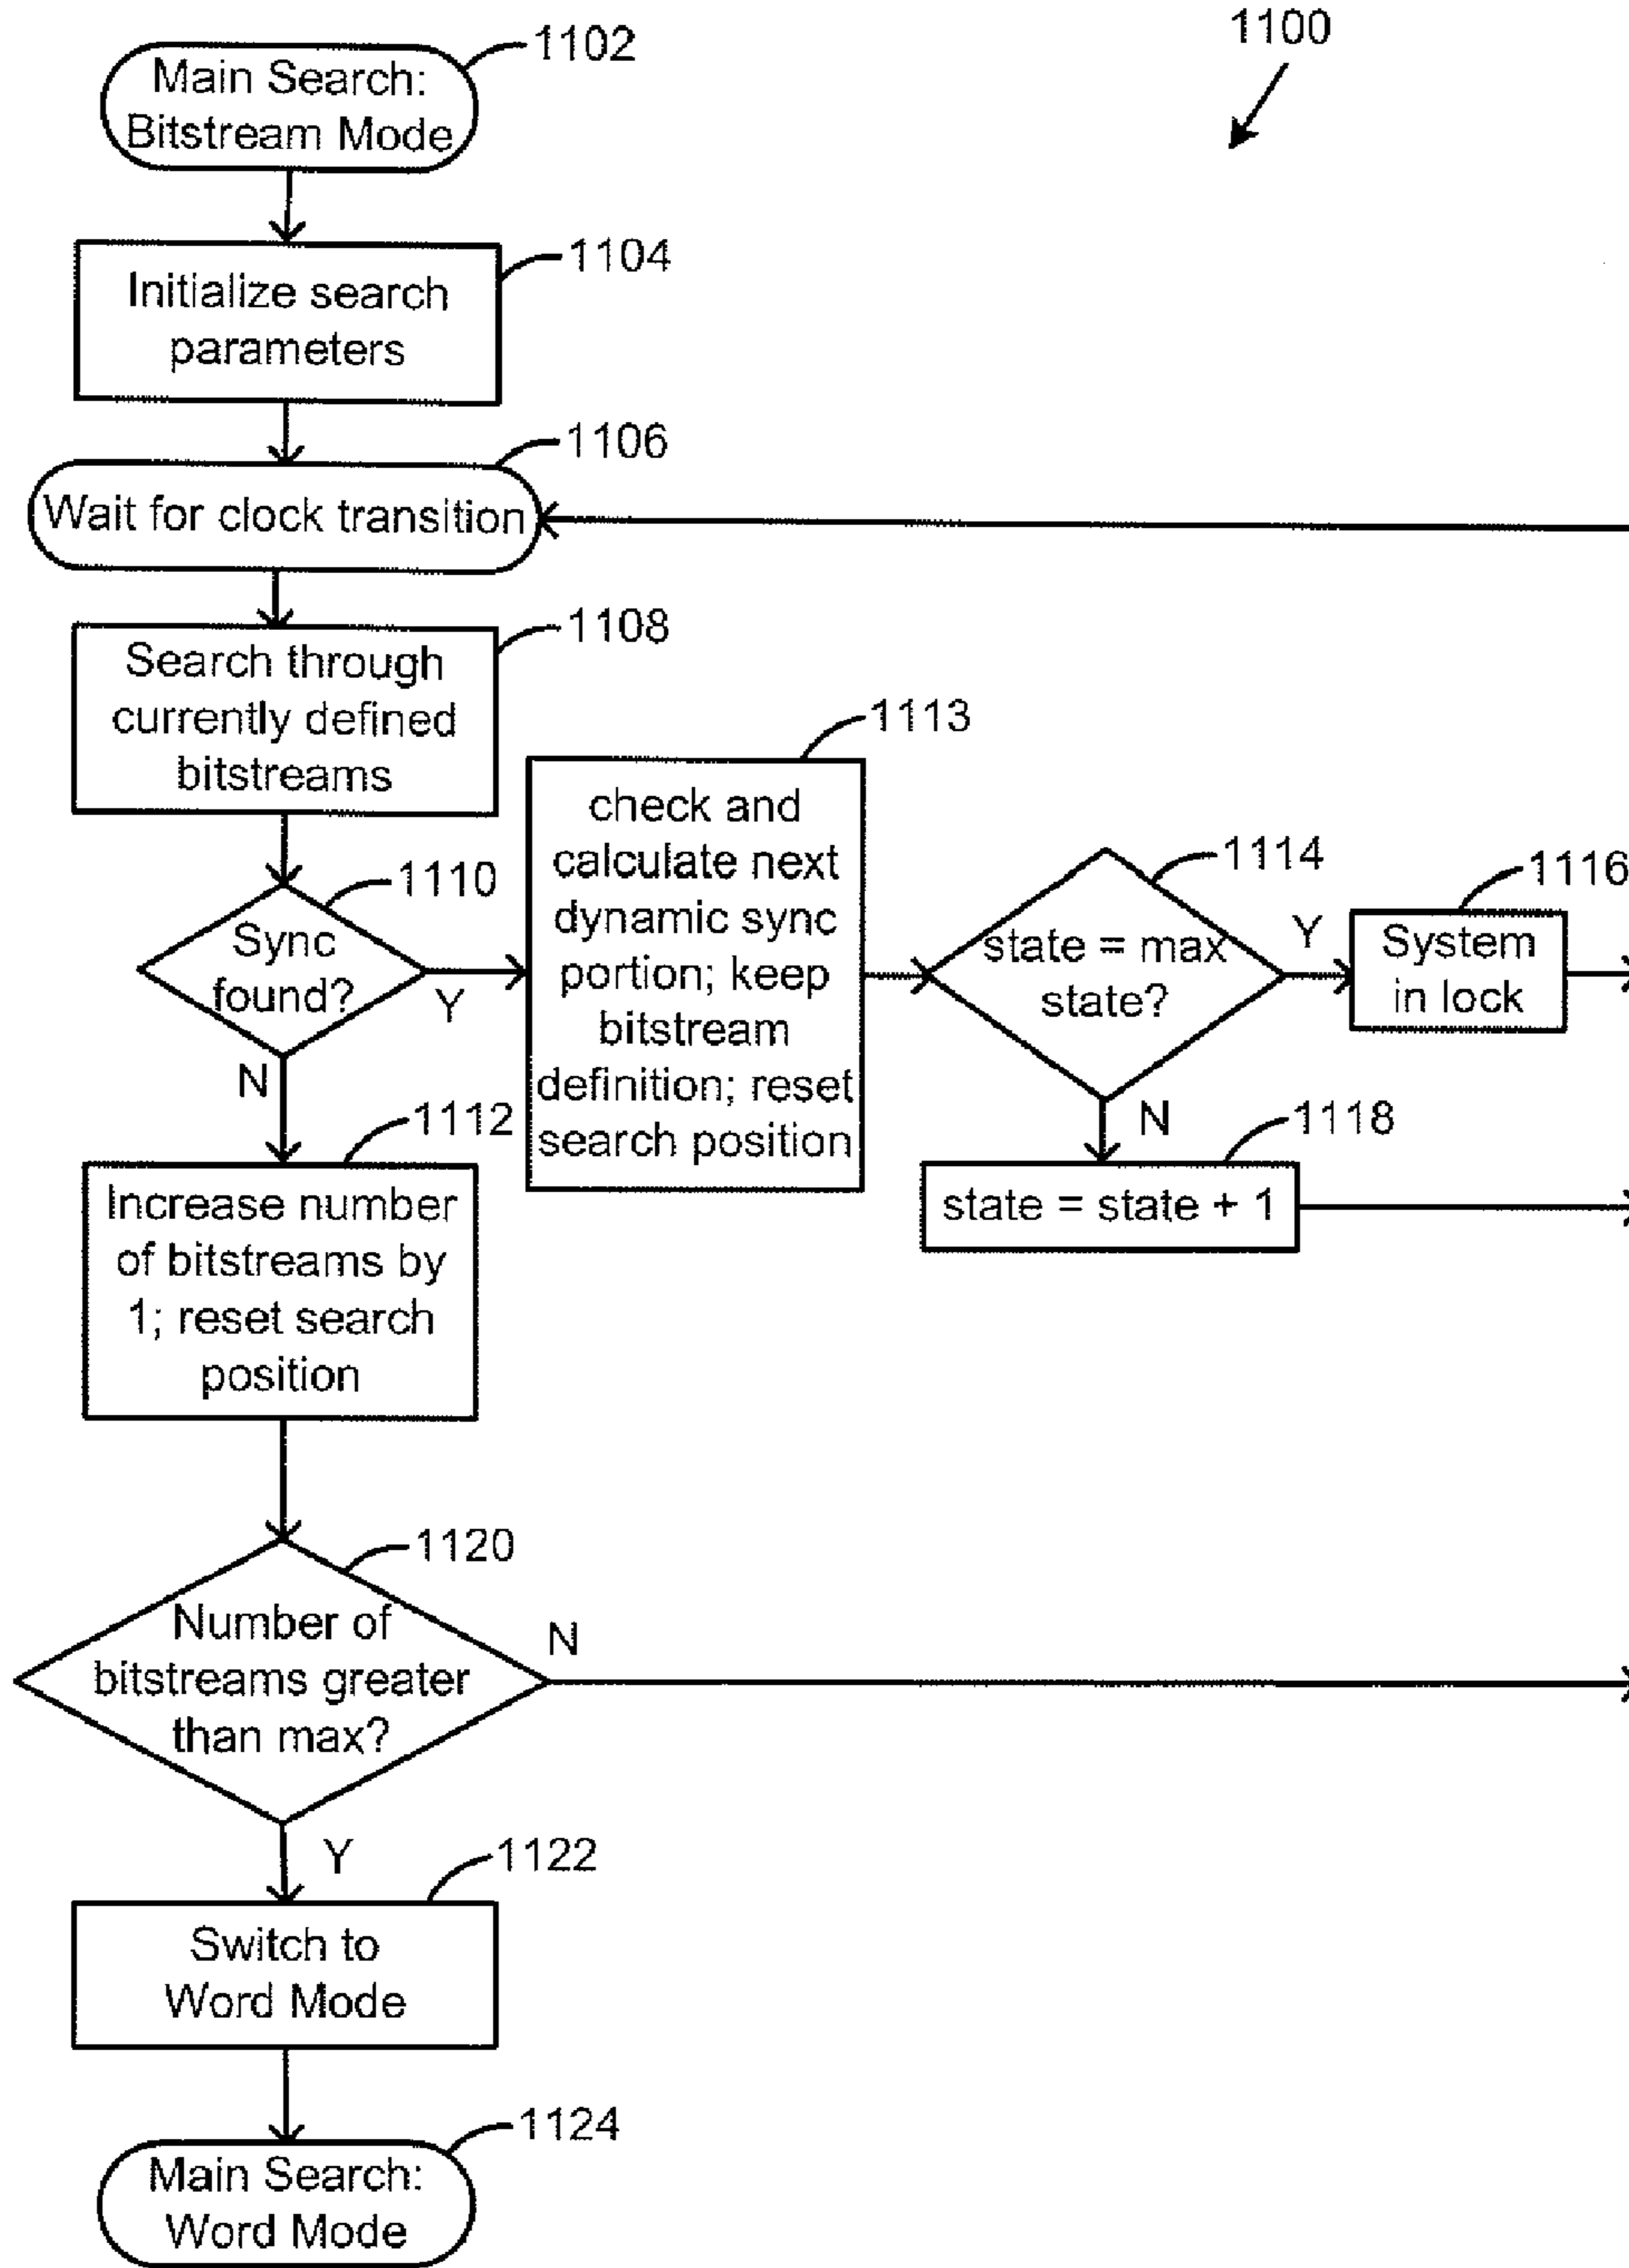 1100
1102
Main Search:
Bitstream Mode
1104
Initialize search
parameters
1106
Wait for clock transition
1108
Search through
currently defined
bitstreams
1110
Sync
found?
Y
N
1113
check and
calculate next
dynamic sync
portion; keep
bitstream
definition; reset
search position
1114
state = max
state?
Y
N
1116
System
in lock
1118
state = state + 1
1112
Increase number
of bitstreams by
1; reset search
position
1120
Number of
bitstreams greater
than max?
N
Y
1122
Switch to
Word Mode
1124
Main Search:
Word Mode